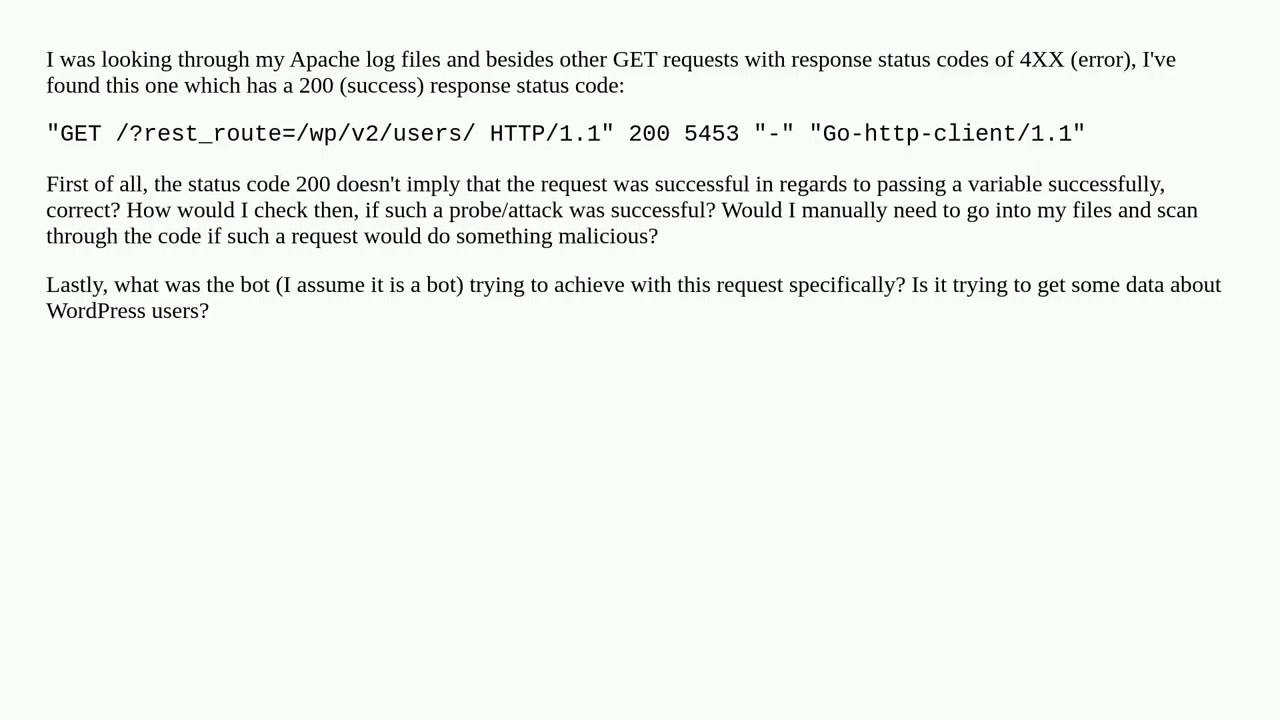 I was looking through my Apache log files and besides other GET requests with response status codes of 4XX (error), I've
found this one which has a 200 (success) response status code:
"GET /?rest_route=/wp/v2/users/ HTTP/1.1" 200 5453 "-" "Go-http-client/1.1"
First of all, the status code 200 doesn't imply that the request was successful in regards to passing a variable successfully,
correct? How would I check then, if such a probe/attack was successful? Would I manually need to go into my files and scan
through the code if such a request would do something malicious?
Lastly, what was the bot (I assume it is a bot) trying to achieve with this request specifically? Is it trying to get some data about
WordPress users?